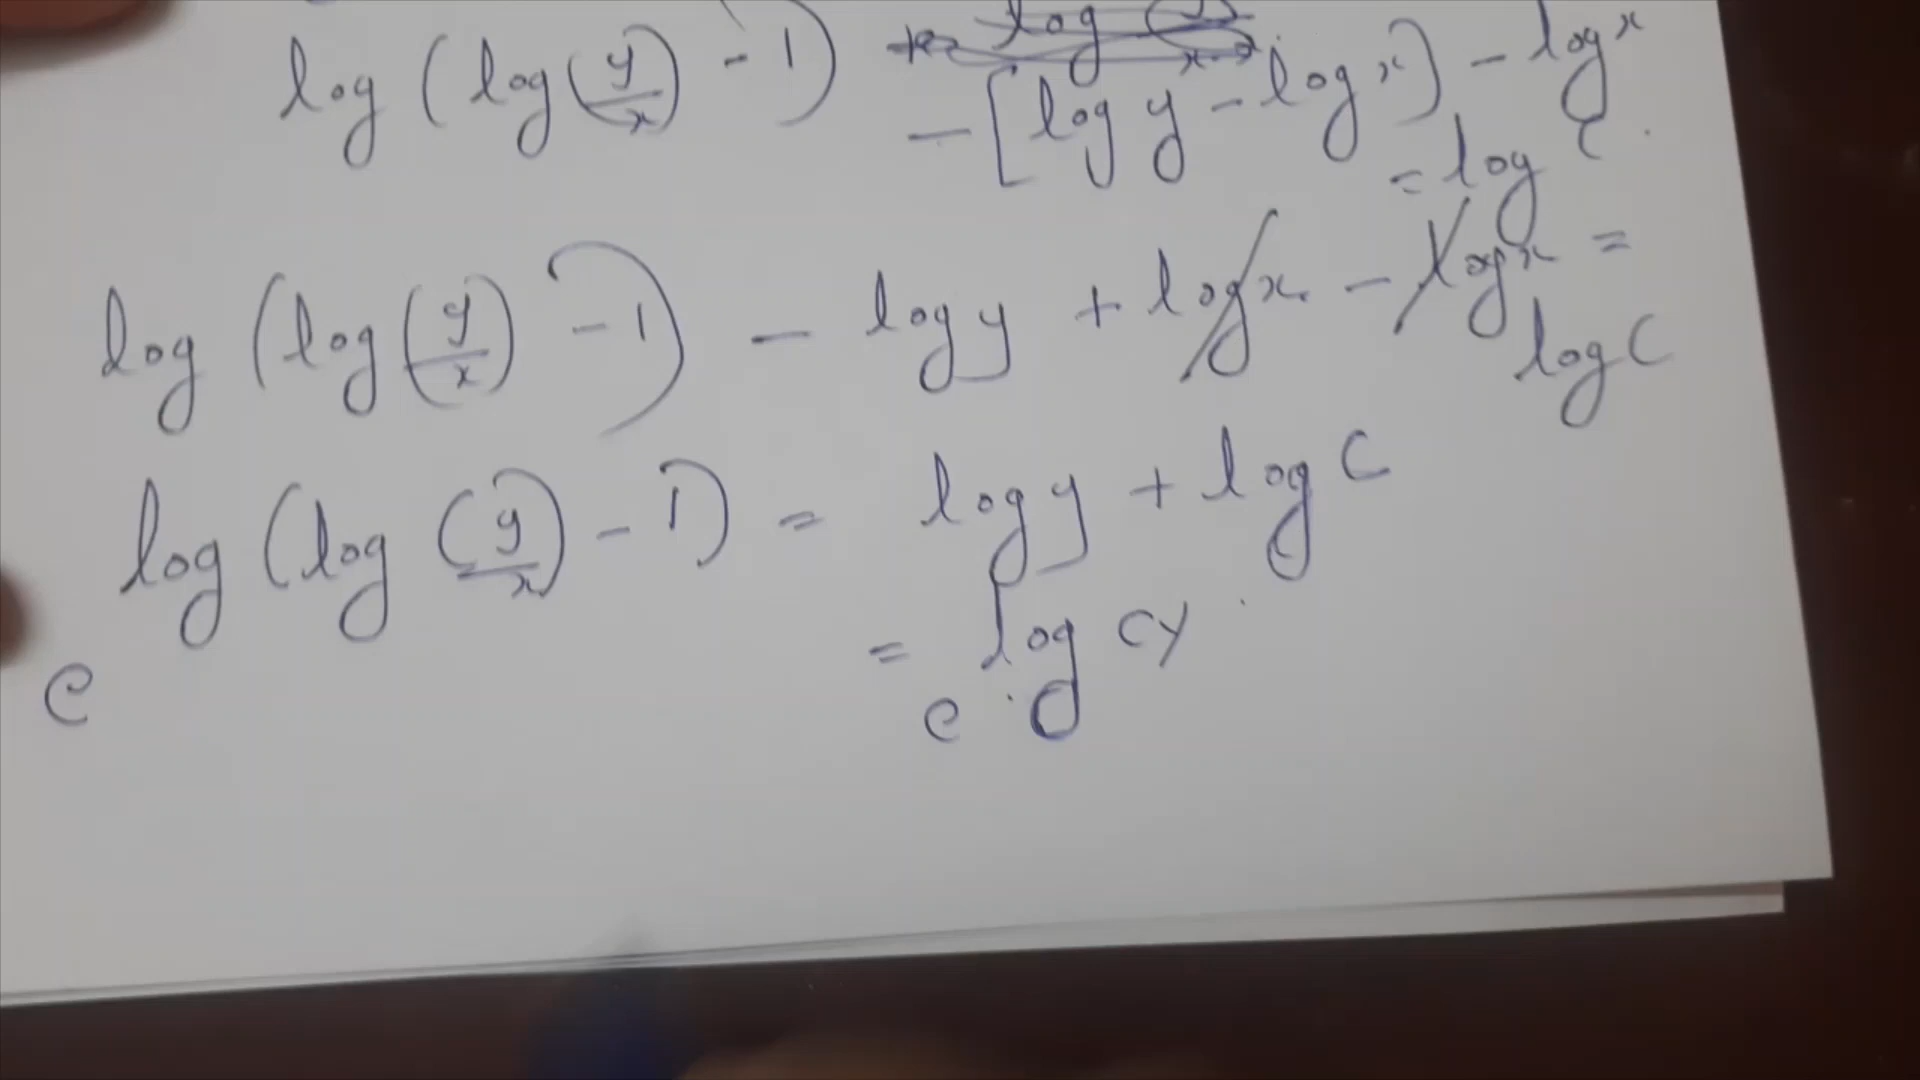 log (log(y/x) - 1) - [log y - log x] - log x = log c
log (log(y/x) - 1) - log y + log x - log x = log C
log (log (y/x) - 1) = log y + log C
e = e log cy